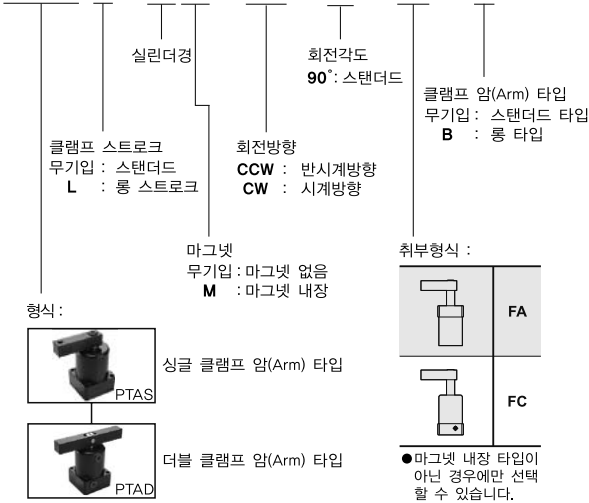 실린더경
회전각도
90°: 스탠더드
클램프 암(Arm) 타입
무기입 : 스탠더드 타입
B : 롱 타입
클램프 스트로크
무기입 : 스탠더드
L : 롱 스트로크
회전방향
CCW : 반시계방향
CW : 시계방향
마그넷
무기입 : 마그넷 없음
M : 마그넷 내장
취부형식 :
FA
FC
●마그넷 내장 타입이
아닌 경우에만 선택
할 수 있습니다.
형식 :
PTAS
싱글 클램프 암(Arm) 타입
PTAD
더블 클램프 암(Arm) 타입